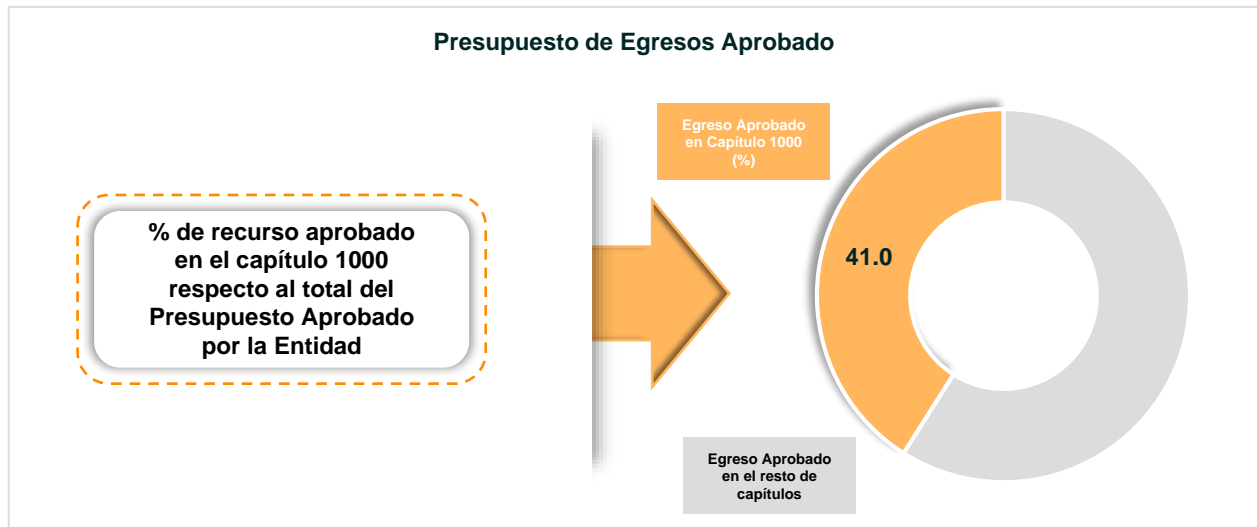 Presupuesto de Egresos Aprobado
Egreso Aprobado
en Capítulo 1000
(%)
% de recurso aprobado
en el capítulo 1000
respecto al total del
Presupuesto Aprobado
por la Entidad
41.0
Egreso Aprobado
en el resto de
capítulos